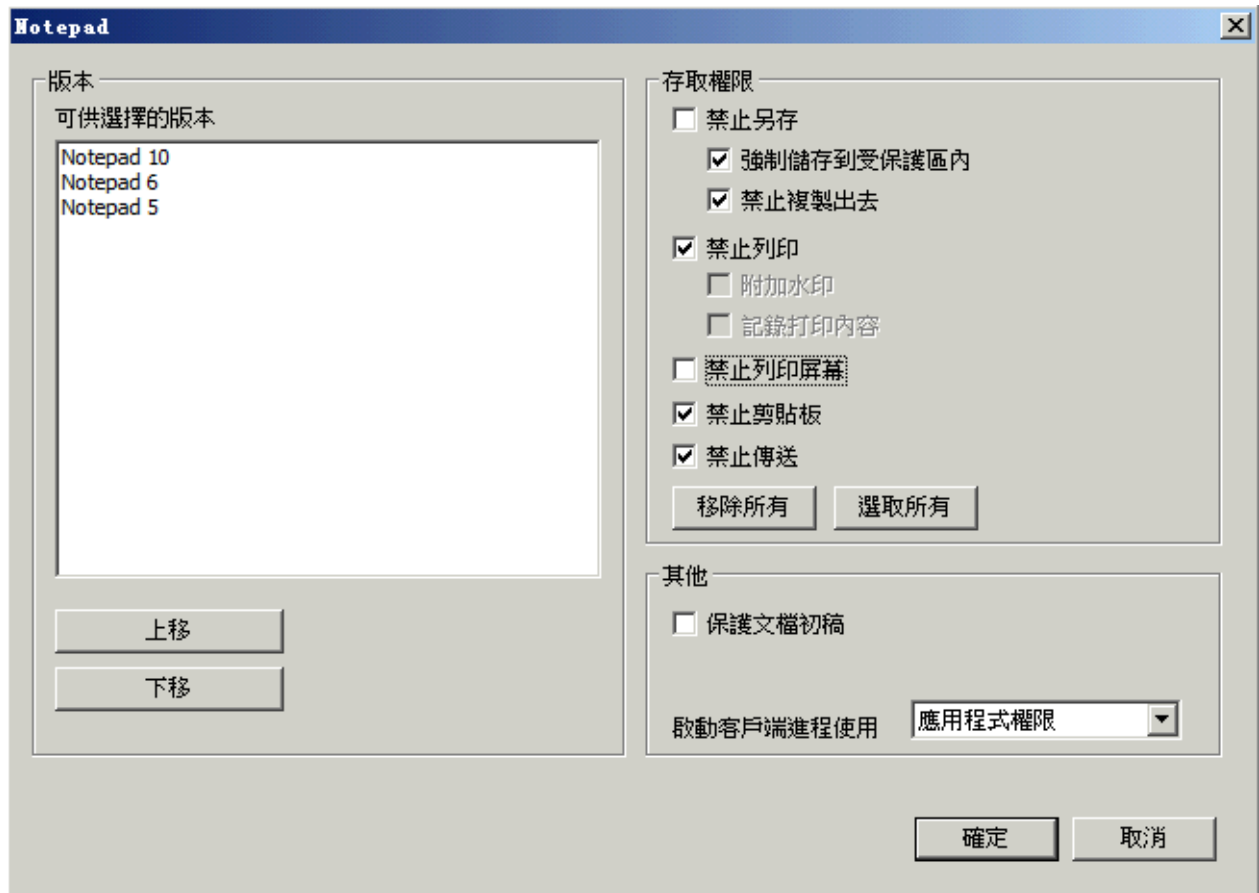 Notepad
版本
可供選擇的版本
Notepad 10
Notepad 6
Notepad 5
上移
下移
存取權限
禁止另存
強制儲存到受保護區內
禁止複製出去
禁止列印
附加水印
記錄打印內容
禁止列印屏幕
禁止剪貼板
禁止傳送
移除所有
選取所有
其他
保護文檔初稿
啟動客戶端進程使用
應用程式權限
確定
取消